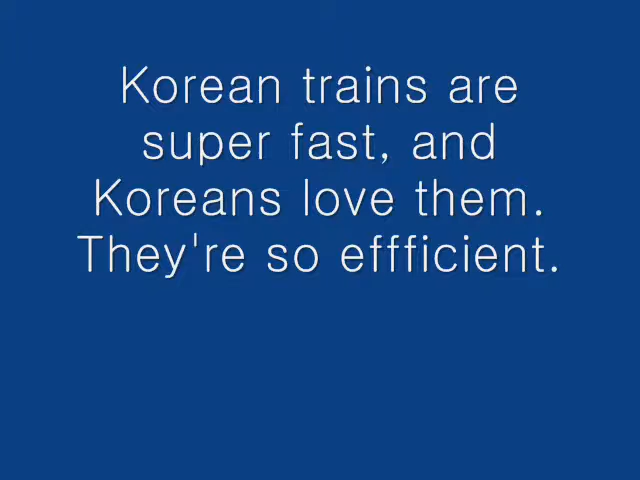 Korean trains are
super fast, and
Koreans love them.
They're so effficient.